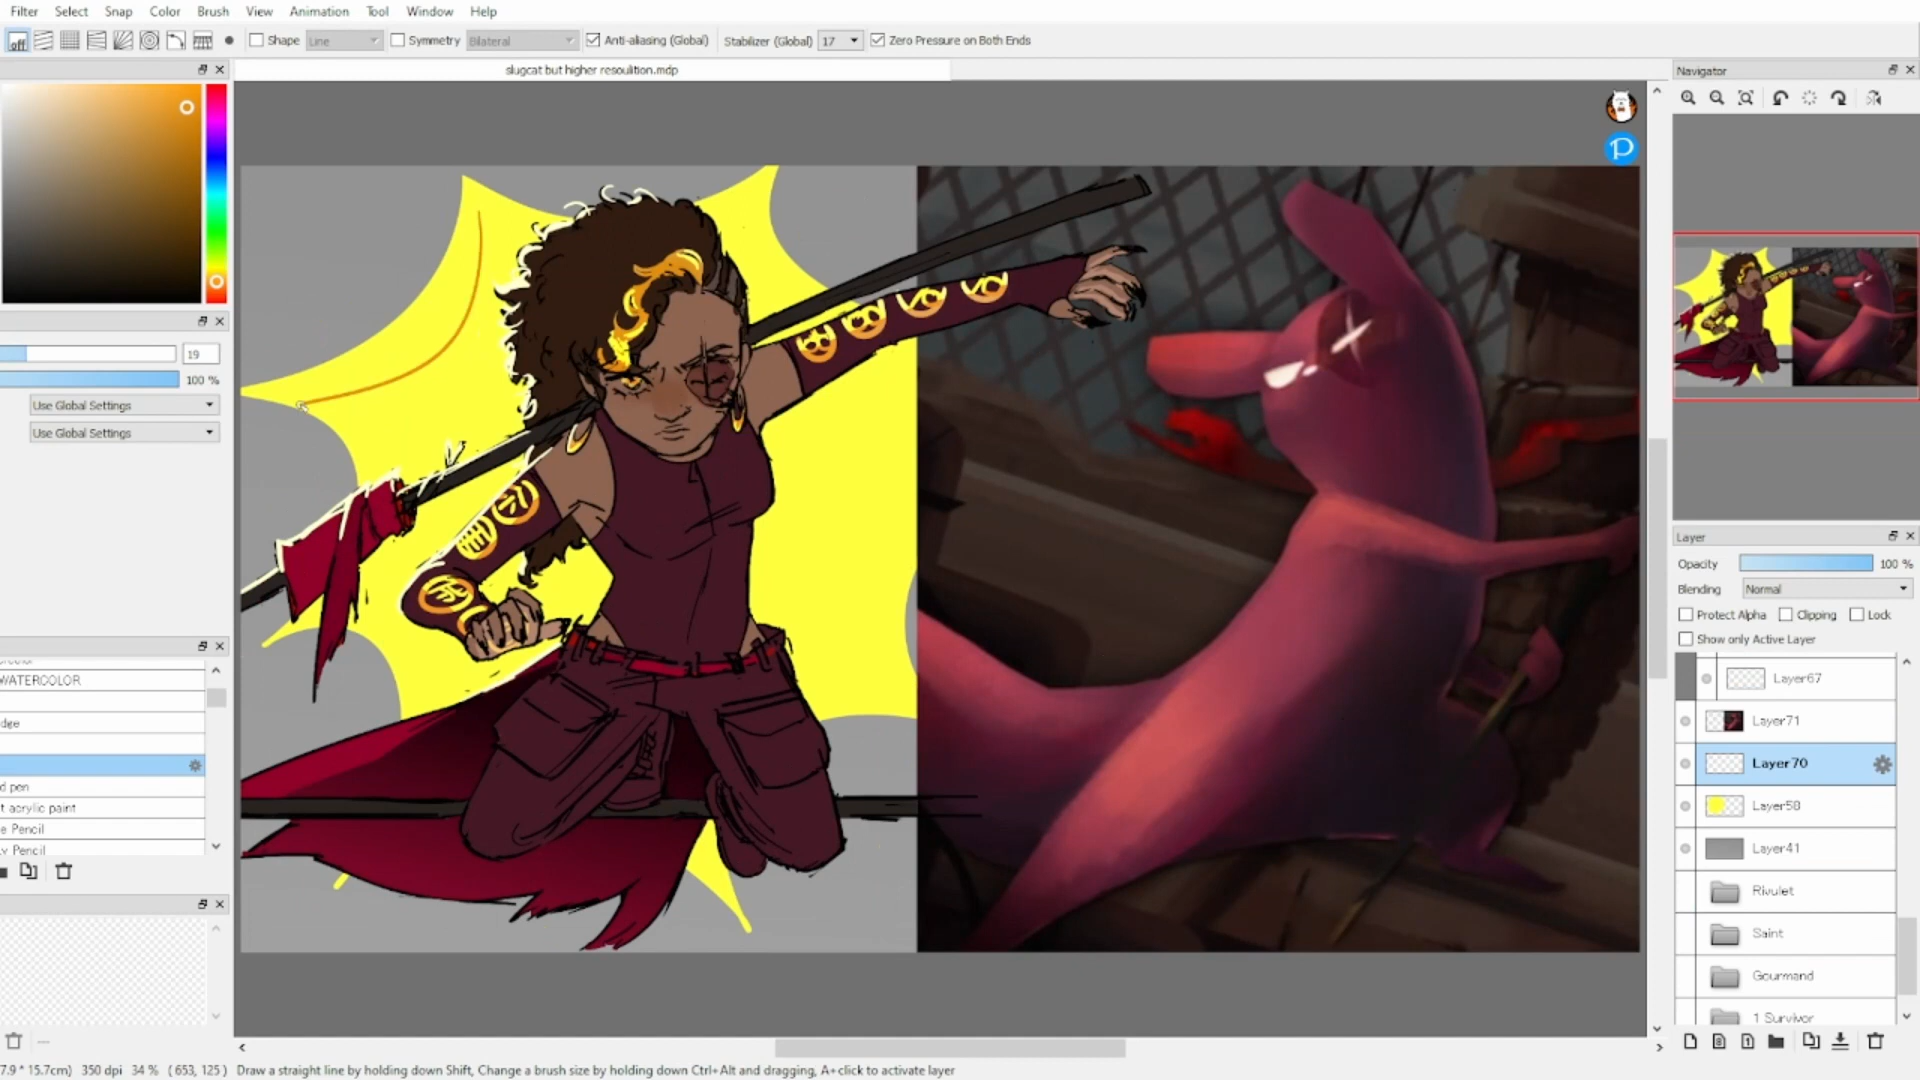 Filter Select Snap Color Brush View Animation Tool Window Help
off Shape Line Symmetry Bilateral Anti-aliasing (Global) Stabilizer (Global) 17 Zero Pressure on Both Ends
slugcat but higher resoulition.mdp
Navigator
19
100 %
Use Global Settings
Use Global Settings
WATERCOLOR
dge
d pen
t acrylic paint
e Pencil
y Pencil
Layer
Opacity 100 %
Blending Normal
Protect Alpha Clipping Lock
Show only Active Layer
Layer67
Layer71
Layer70
Layer58
Layer41
Rivulet
Saint
Gourmand
1 Survivor
7.9 * 15.7cm) 350 dpi 34 % ( 653, 125 ) Draw a straight line by holding down Shift, Change a brush size by holding down Ctrl+Alt and dragging, A+click to activate layer